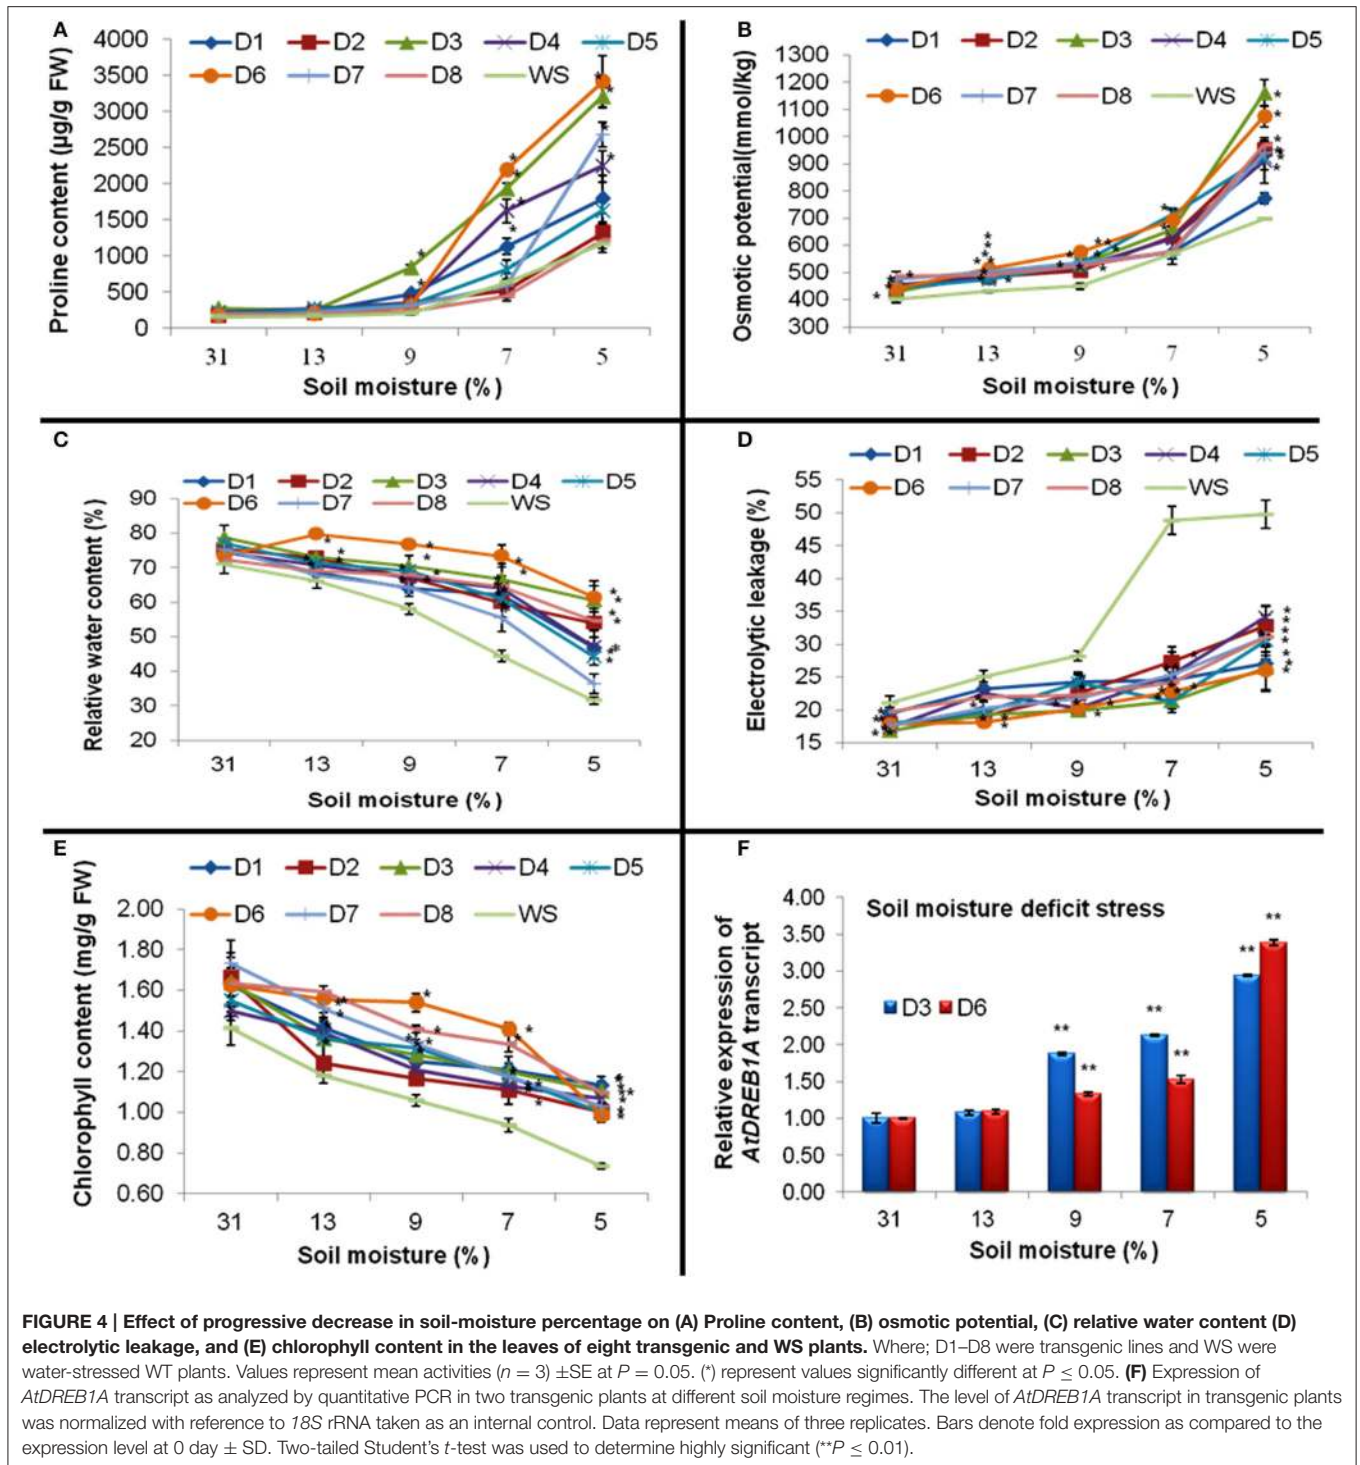 A
D1 D2 D3 D4 D5
D6 D7 D8 WS
Proline content (µg/g FW)
4000
3500
3000
2500
2000
1500
1000
500
0
31 13 9 7 5
Soil moisture (%)
B
D1 D2 D3 D4 D5
D6 D7 D8 WS
Osmotic potential(mmol/kg)
1300
1200
1100
1000
900
800
700
600
500
400
300
31 13 9 7 5
Soil moisture (%)
C
D1 D2 D3 D4 D5
D6 D7 D8 WS
Relative water content (%)
90
80
70
60
50
40
30
20
31 13 9 7 5
Soil moisture (%)
D
D1 D2 D3 D4 D5
D6 D7 D8 WS
Electrolytic leakage (%)
55
50
45
40
35
30
25
20
15
31 13 9 7 5
Soil moisture (%)
E
D1 D2 D3 D4 D5
D6 D7 D8 WS
Chlorophyll content (mg/g FW)
2.00
1.80
1.60
1.40
1.20
1.00
0.80
0.60
31 13 9 7 5
Soil moisture (%)
F
Soil moisture deficit stress
D3 D6
Relative expression of
AtDREB1A transcript
4.00
3.50
3.00
2.50
2.00
1.50
1.00
0.50
0.00
** ** ** ** ** **
31 13 9 7 5
Soil moisture (%)
FIGURE 4 | Effect of progressive decrease in soil-moisture percentage on (A) Proline content, (B) osmotic potential, (C) relative water content (D)
electrolytic leakage, and (E) chlorophyll content in the leaves of eight transgenic and WS plants. Where; D1–D8 were transgenic lines and WS were
water-stressed WT plants. Values represent mean activities (n = 3) ±SE at P = 0.05. (*) represent values significantly different at P ≤ 0.05. (F) Expression of
AtDREB1A transcript as analyzed by quantitative PCR in two transgenic plants at different soil moisture regimes. The level of AtDREB1A transcript in transgenic plants
was normalized with reference to 18S rRNA taken as an internal control. Data represent means of three replicates. Bars denote fold expression as compared to the
expression level at 0 day ± SD. Two-tailed Student's t-test was used to determine highly significant (**P ≤ 0.01).